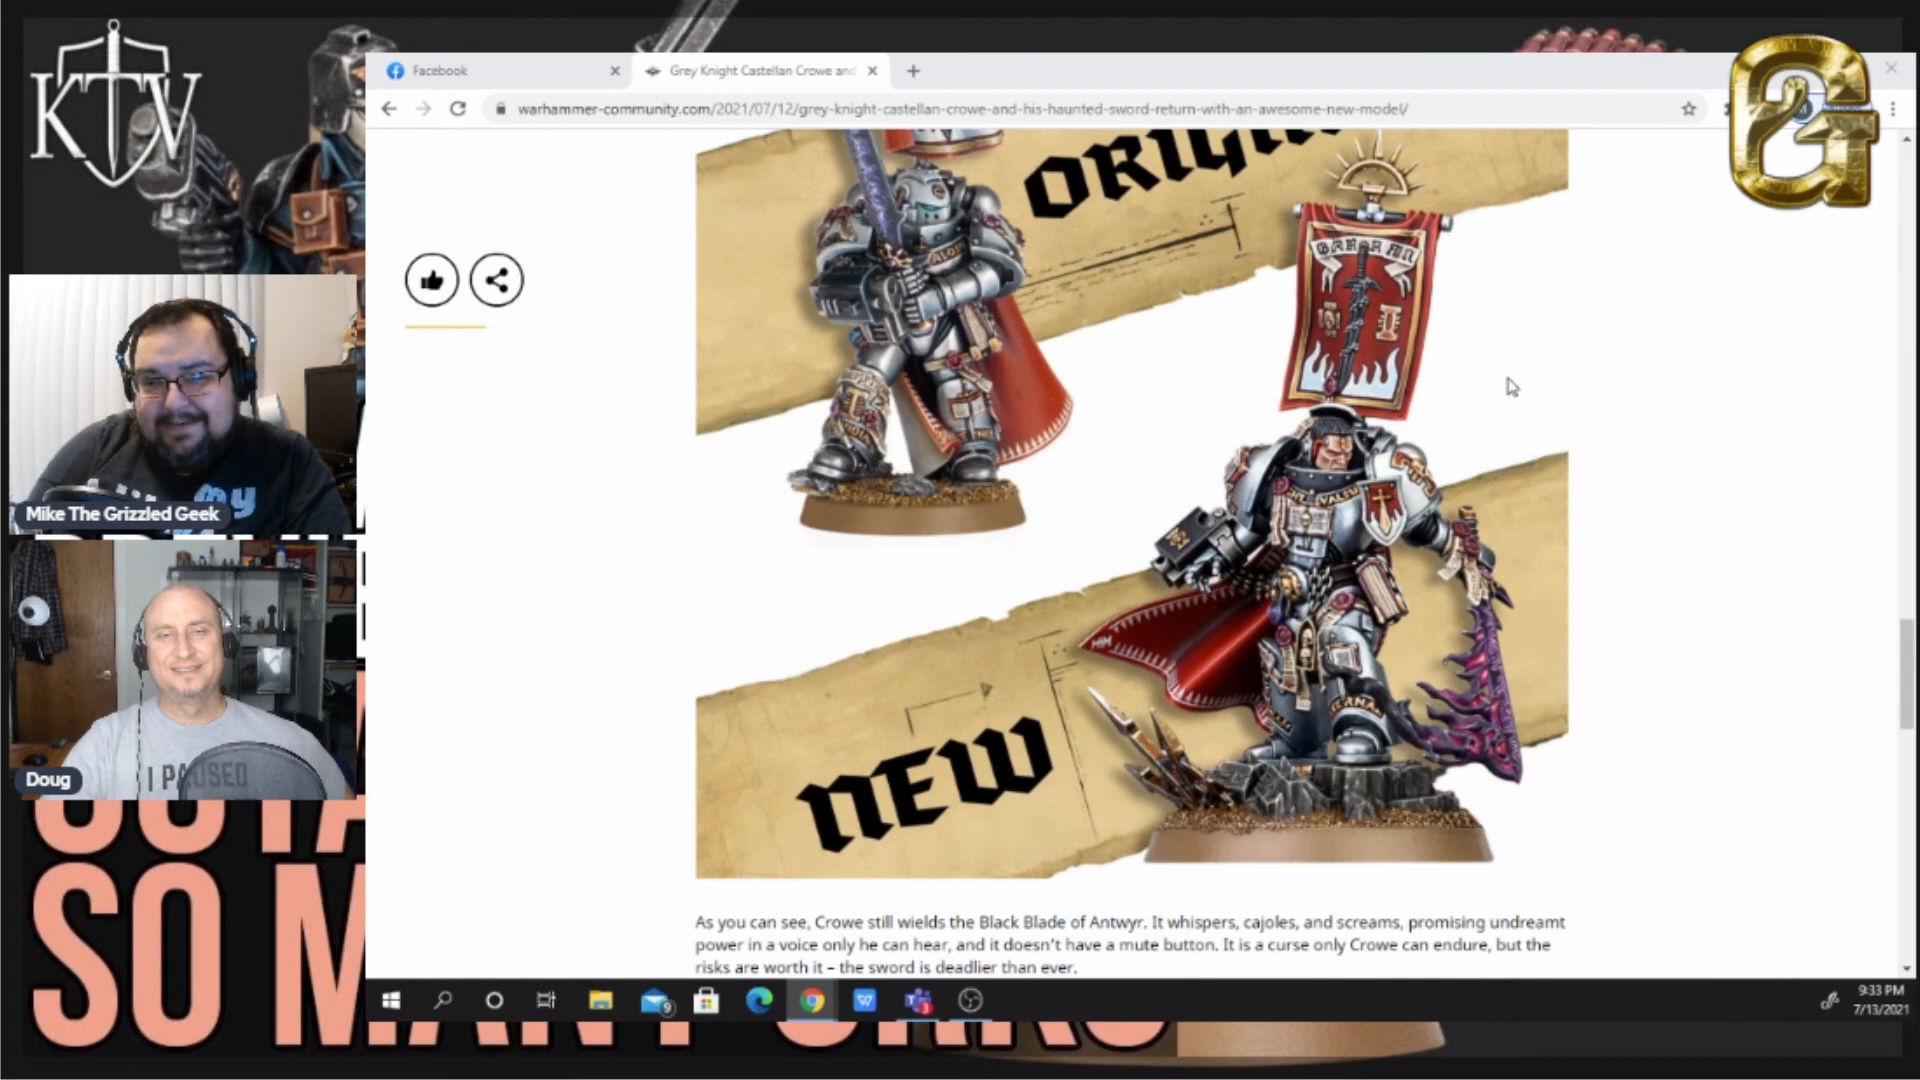 KTV
Facebook
Grey Knight Castellan Crowe and
warhammer-community.com/2021/07/12/grey-knight-castellan-crowe-and-his-haunted-sword-return-with-an-awesome-new-model/
2G
Mike The Grizzled Geek
my
Doug
I PAUSED
NEW
As you can see, Crowe still wields the Black Blade of Antwyr. It whispers, cajoles, and screams, promising undreamt
power in a voice only he can hear, and it doesn't have a mute button. It is a curse only Crowe can endure, but the
risks are worth it – the sword is deadlier than ever.
SO
9
3
9:33 PM
7/13/2021